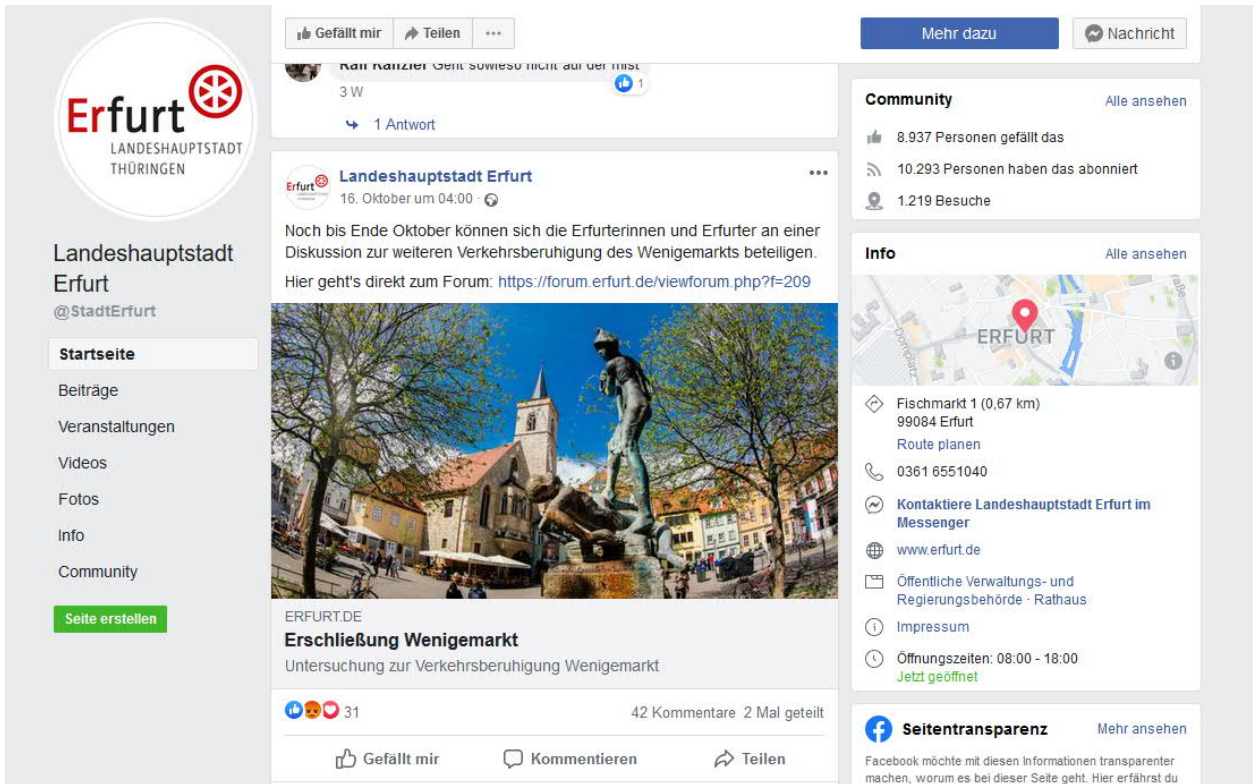 Erfurt
LANDESHAUPTSTADT
THÜRINGEN
Landeshauptstadt
Erfurt
@StadtErfurt
Startseite
Beiträge
Veranstaltungen
Videos
Fotos
Info
Community
Seite erstellen
Gefällt mir
Teilen
Mehr dazu
Nachricht
Ralf Kanzler Geht sowieso nicht auf der mist
1
3 W
1 Antwort
Landeshauptstadt Erfurt
16. Oktober um 04:00 ·
Noch bis Ende Oktober können sich die Erfurterinnen und Erfurter an einer
Diskussion zur weiteren Verkehrsberuhigung des Wenigemarkts beteiligen.
Hier geht's direkt zum Forum: https://forum.erfurt.de/viewforum.php?f=209
ERFURT.DE
Erschließung Wenigemarkt
Untersuchung zur Verkehrsberuhigung Wenigemarkt
31
42 Kommentare 2 Mal geteilt
Gefällt mir
Kommentieren
Teilen
Community
Alle ansehen
8.937 Personen gefällt das
10.293 Personen haben das abonniert
1.219 Besuche
Info
Alle ansehen
ERFURT
Domplatz
Fischmarkt 1 (0,67 km)
99084 Erfurt
Route planen
0361 6551040
Kontaktiere Landeshauptstadt Erfurt im
Messenger
www.erfurt.de
Öffentliche Verwaltungs- und
Regierungsbehörde · Rathaus
Impressum
Öffnungszeiten: 08:00 - 18:00
Jetzt geöffnet
Seitentransparenz
Mehr ansehen
Facebook möchte mit diesen Informationen transparenter
machen, worum es bei dieser Seite geht. Hier erfährst du